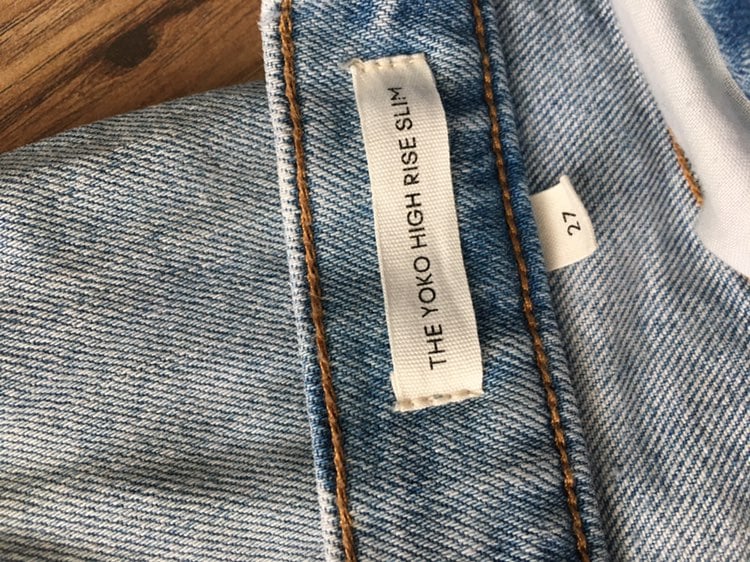 THE YOKO HIGH RISE SLIM
27